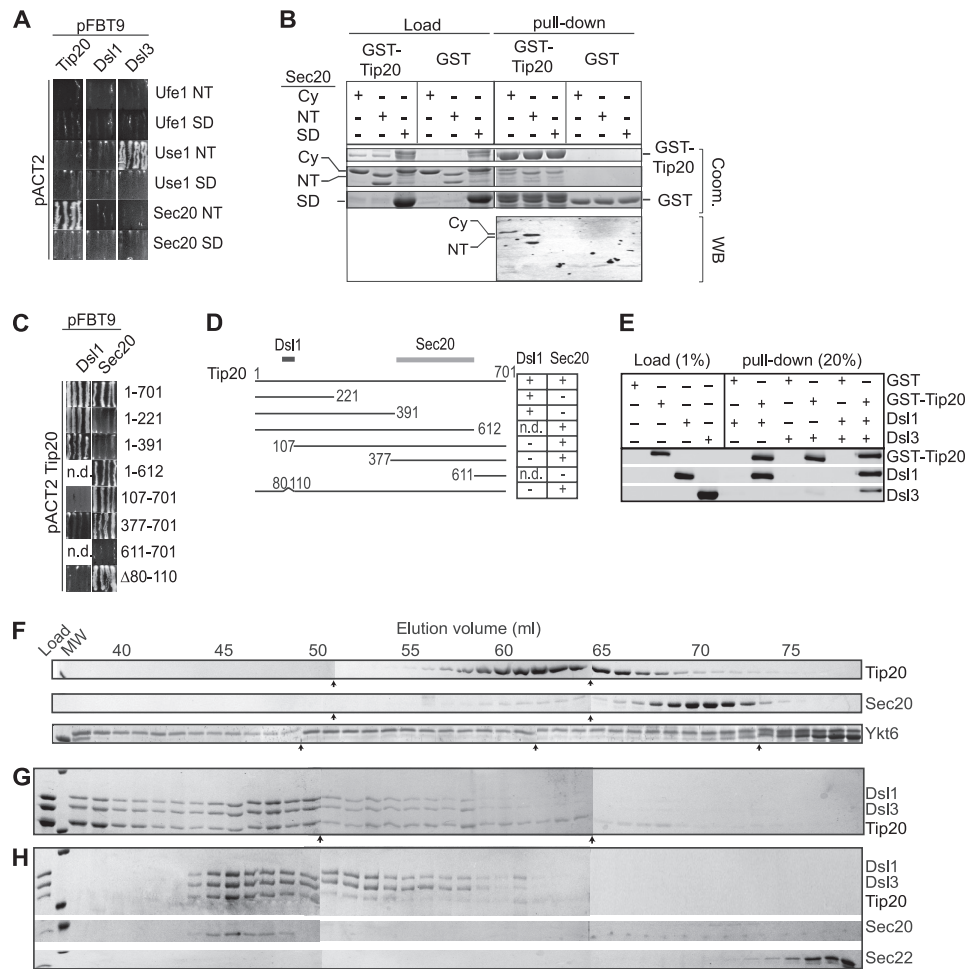 A
pFBT9
Tip20
Dsl1
Dsl3
pACT2
Ufe1 NT
Ufe1 SD
Use1 NT
Use1 SD
Sec20 NT
Sec20 SD
B
Load
pull-down
GST-Tip20
GST
GST-Tip20
GST
Sec20
Cy + - - + - - + - - + - -
NT - + - - + - - + - - + -
SD - - + - - + - - + - - +
Cy
NT
SD
GST-Tip20
GST
Coom.
Cy
NT
WB
C
pFBT9
Dsl1
Sec20
pACT2 Tip20
1-701
1-221
1-391
n.d. 1-612
107-701
377-701
n.d. 611-701
Δ80-110
D
Dsl1
Sec20
Dsl1 Sec20
Tip20 1 701 + +
221 + -
391 + -
612 n.d. +
107 - +
377 - +
611 n.d. -
80 110 - +
E
Load (1%)
pull-down (20%)
+ - - - + - + - + - GST
- + - - - + - + - + GST-Tip20
- - + - + + - - + + Dsl1
- - - + - - + + + + Dsl3
GST-Tip20
Dsl1
Dsl3
F
Elution volume (ml)
Load
MW
40 45 50 55 60 65 70 75
Tip20
Sec20
Ykt6
G
Dsl1
Dsl3
Tip20
H
Dsl1
Dsl3
Tip20
Sec20
Sec22